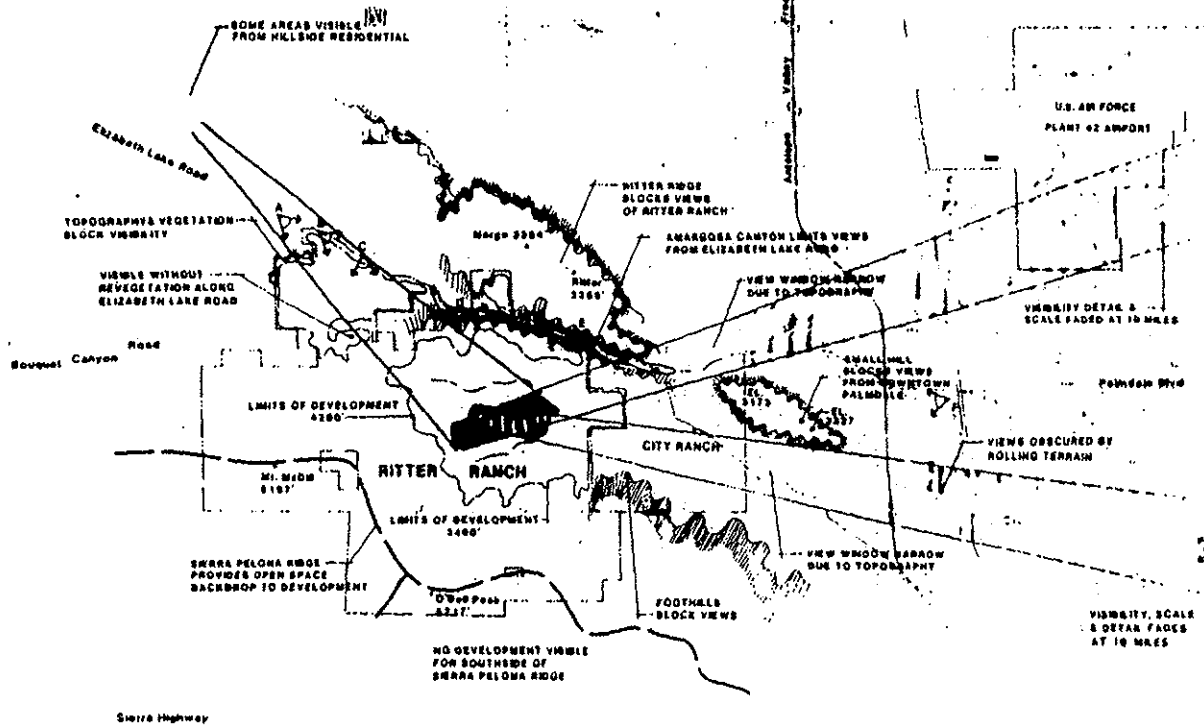 SOME AREAS VISIBLE
FROM HILLSIDE RESIDENTIAL
Elizabeth Lake Road
Antelope Valley
U.S. AIR FORCE
PLANT 42 AIRPORT
RITTER RIDGE
BLOCKS VIEWS
OF RITTER RANCH
TOPOGRAPHY & VEGETATION
BLOCK VISIBILITY
A
C
AMARGOSA CANYON LIMITS VIEWS
FROM ELIZABETH LAKE ROAD
VISIBLE WITHOUT
REVEGETATION ALONG
ELIZABETH LAKE ROAD
VIEW WINDOW NARROW
DUE TO TOPOGRAPHY
VISIBILITY DETAIL &
SCALE FADED AT 10 MILES
Bouquet Canyon Road
SMALL HILL
BLOCKS VIEWS
FROM DOWNTOWN
PALMDALE
Palmdale Blvd
E
LIMITS OF DEVELOPMENT
CITY RANCH
VIEWS OBSCURED BY
ROLLING TERRAIN
RITTER RANCH
LIMITS OF DEVELOPMENT
SIERRA PELONA RIDGE
PROVIDES OPEN SPACE
BACKDROP TO DEVELOPMENT
VIEW WINDOW NARROW
DUE TO TOPOGRAPHY
FOOTHILLS
BLOCK VIEWS
VISIBILITY, SCALE
& DETAIL FADES
AT 10 MILES
NO DEVELOPMENT VISIBLE
FOR SOUTHSIDE OF
SIERRA PELONA RIDGE
Sierra Highway